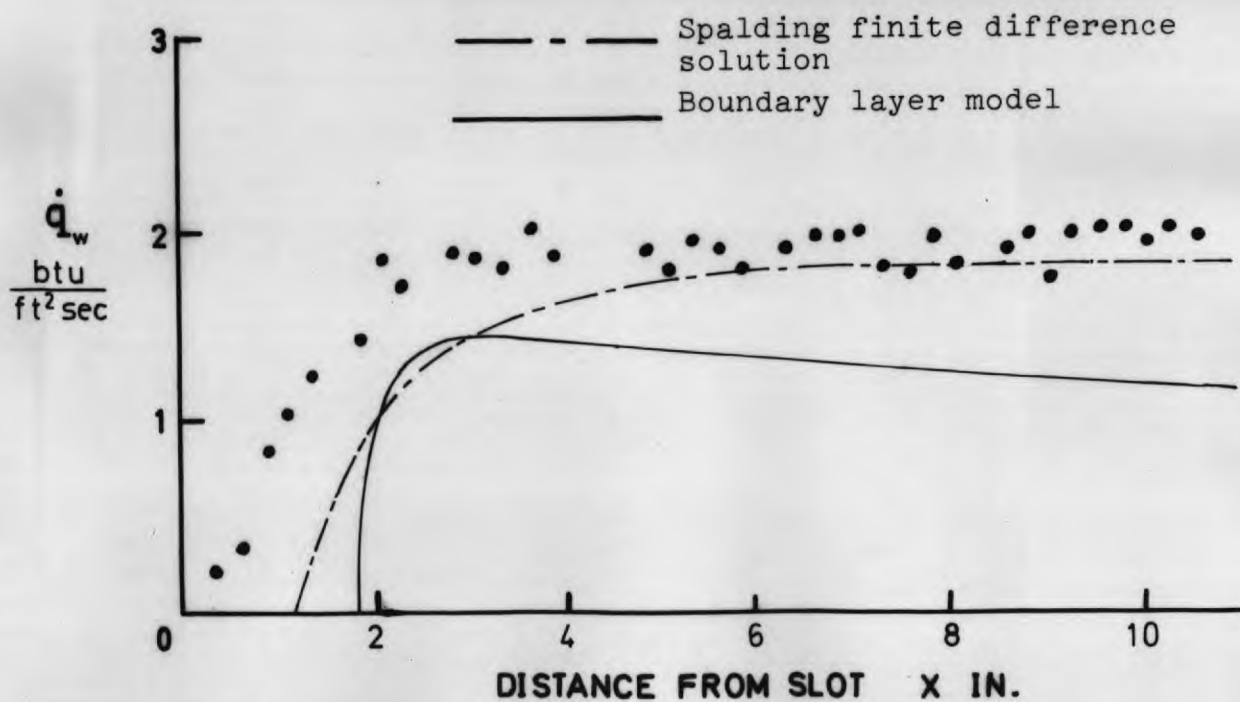 3
Spalding finite difference
solution
Boundary layer model
q̇w
btu
ft² sec
2
1
0
2
4
6
8
10
DISTANCE FROM SLOT X IN.